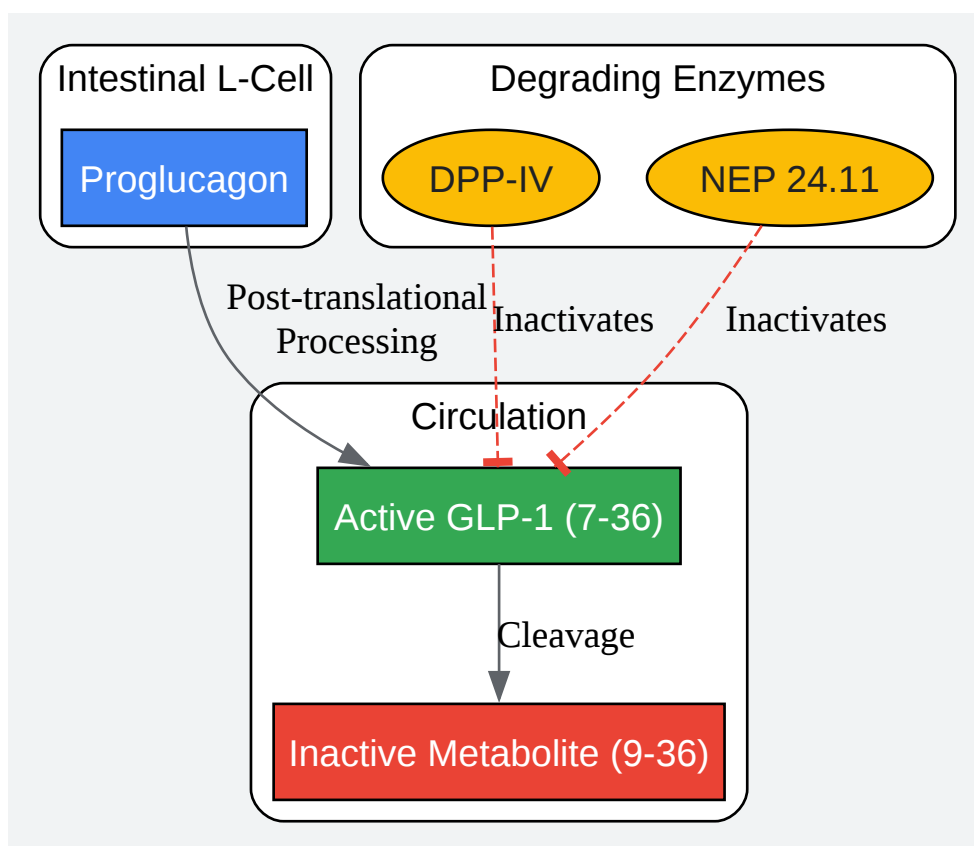 Intestinal L-Cell
Degrading Enzymes
Proglucagon
DPP-IV
NEP 24.11
Post-translational
Processing
Inactivates
Inactivates
Circulation
Active GLP-1 (7-36)
Cleavage
Inactive Metabolite (9-36)